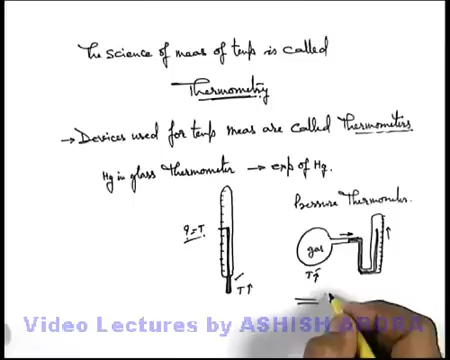 The science of meas of temp is called
Thermometry
→ Devices used for temp meas are called Thermometers
Hg in glass Thermometer → exp of Hg.
Pressure Thermometer.
g = T.
gas
T↑
T↑
Video Lectures by ASHISH ARORA